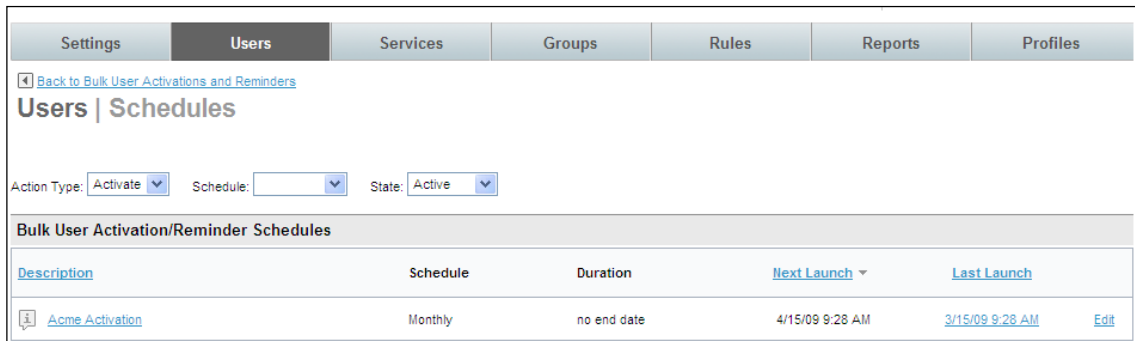 Settings Users Services Groups Rules Reports Profiles
Back to Bulk User Activations and Reminders
Users | Schedules
Action Type: Activate Schedule: State: Active
Bulk User Activation/Reminder Schedules
Description Schedule Duration Next Launch Last Launch
Acme Activation Monthly no end date 4/15/09 9:28 AM 3/15/09 9:28 AM Edit